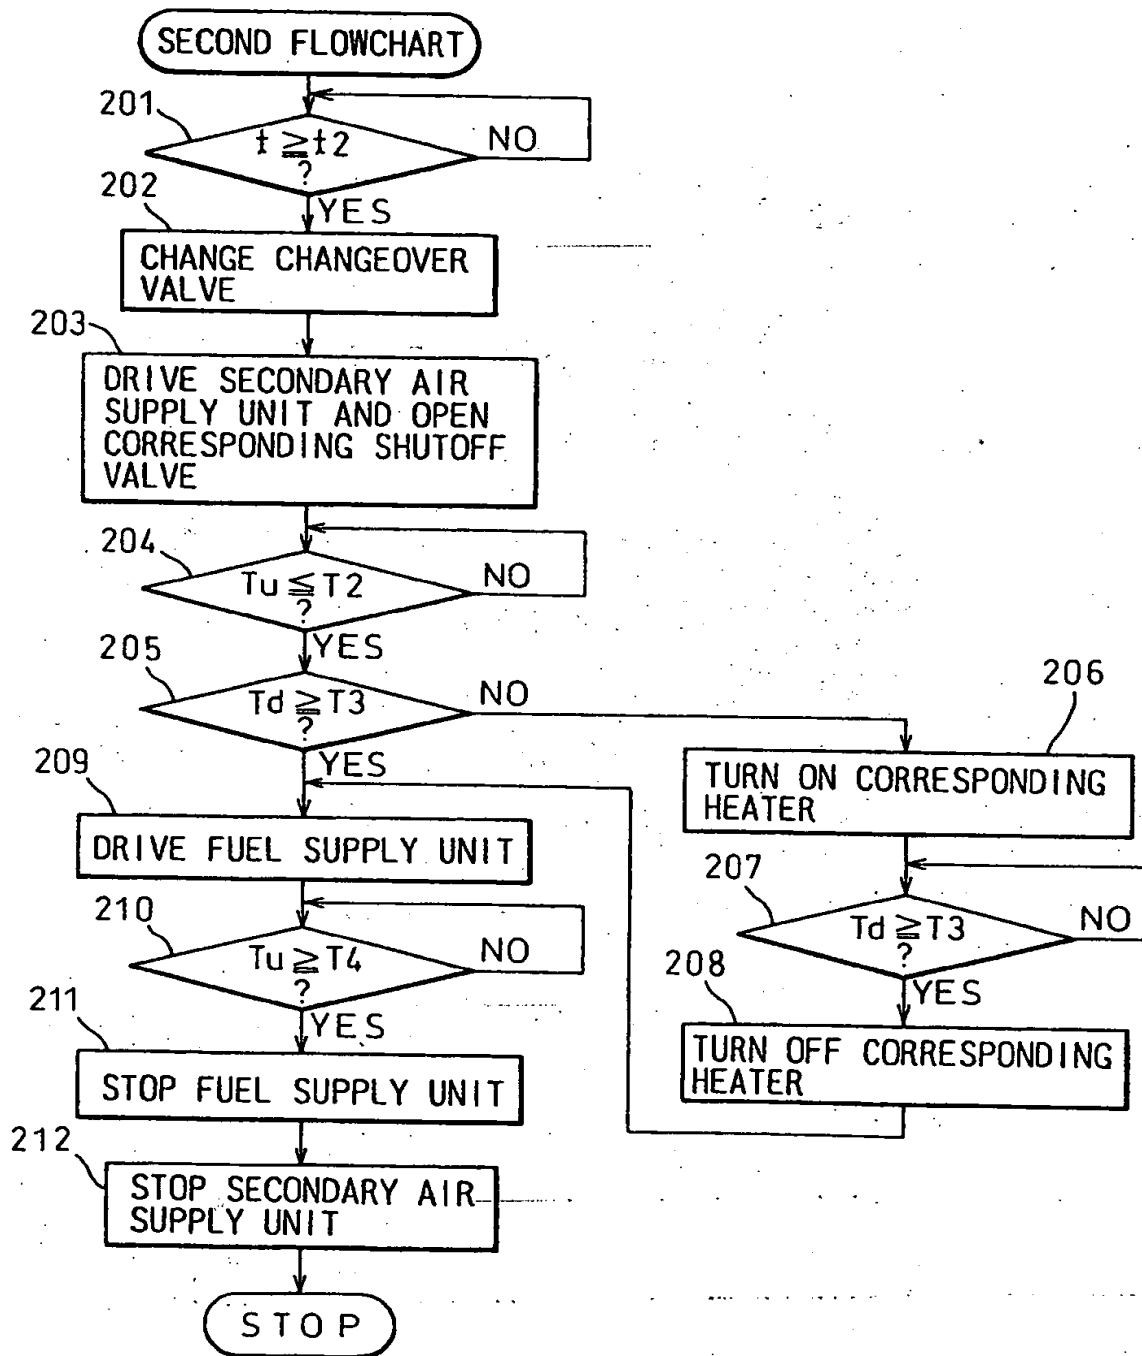 SECOND FLOWCHART
201
t ≧ t2
?
NO
YES
202
CHANGE CHANGEOVER
VALVE
203
DRIVE SECONDARY AIR
SUPPLY UNIT AND OPEN
CORRESPONDING SHUTOFF
VALVE
204
Tu ≦ T2
?
NO
YES
205
Td ≧ T3
?
NO
YES
206
TURN ON CORRESPONDING
HEATER
207
Td ≧ T3
?
NO
YES
208
TURN OFF CORRESPONDING
HEATER
209
DRIVE FUEL SUPPLY UNIT
210
Tu ≧ T4
?
NO
YES
211
STOP FUEL SUPPLY UNIT
212
STOP SECONDARY AIR
SUPPLY UNIT
STOP